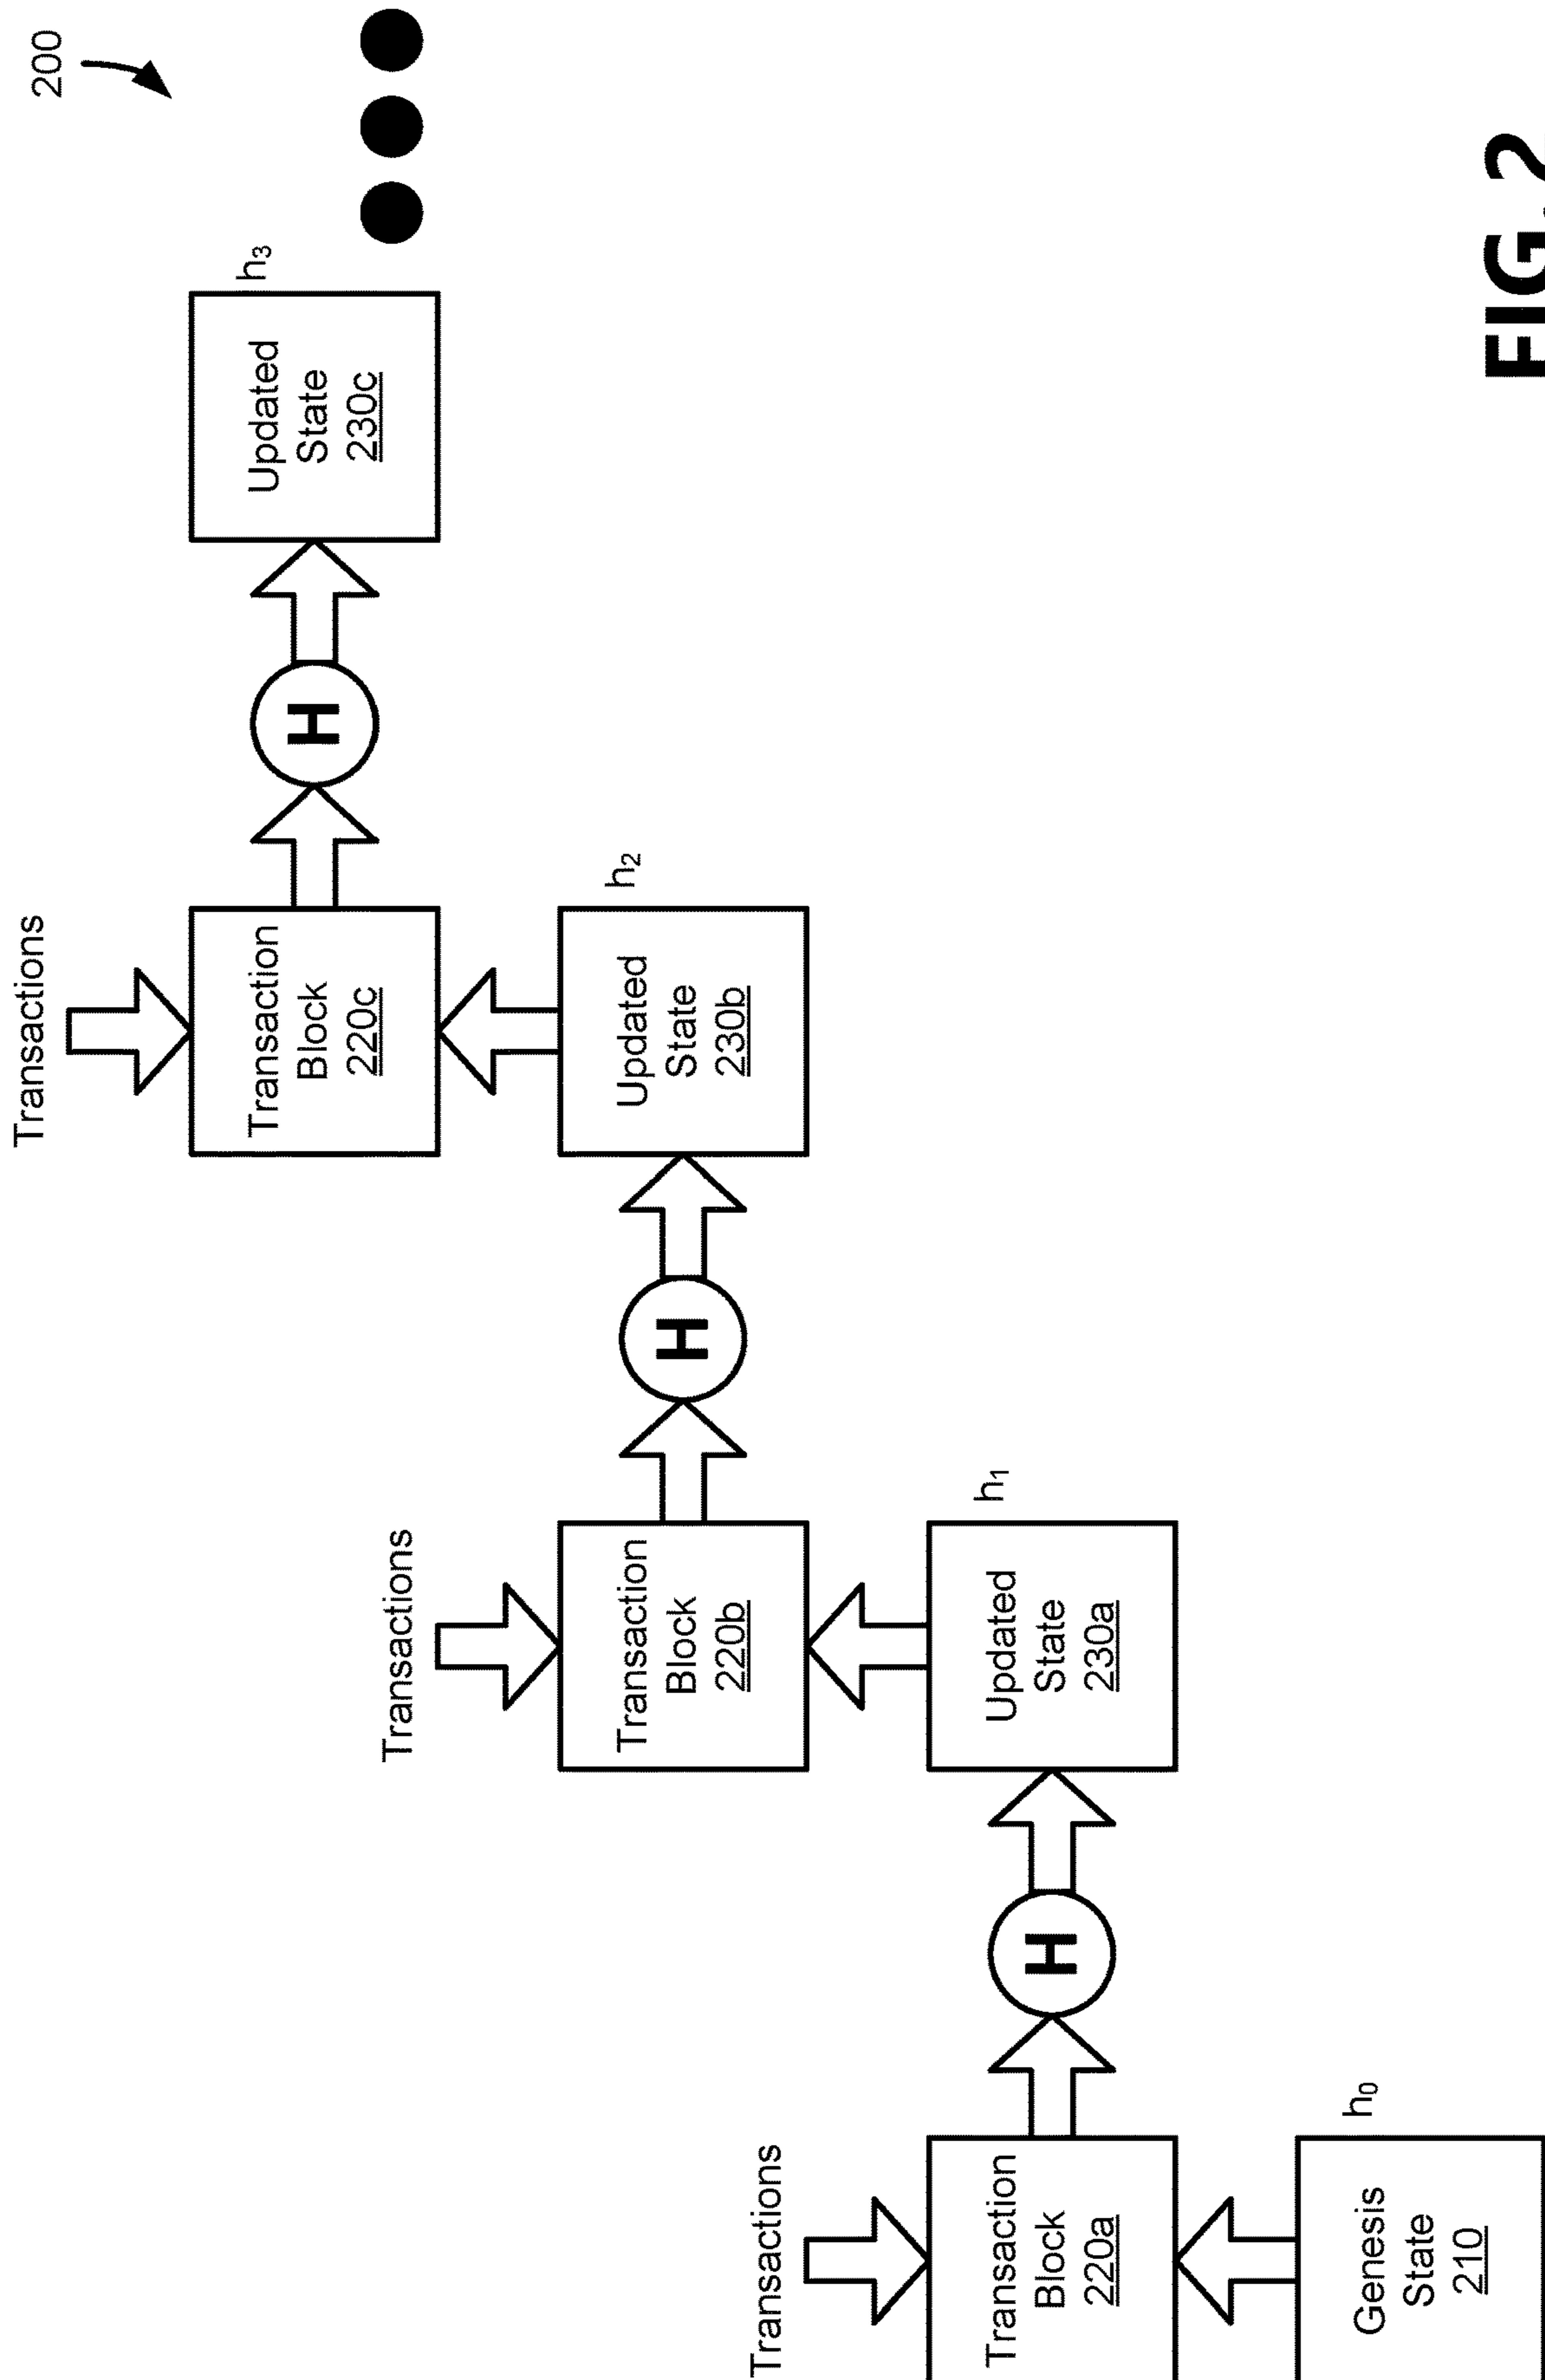 200
Transactions
Transaction
Block
220c
H
Updated
State
230c
h₃
Transactions
Transaction
Block
220b
H
Updated
State
230b
h₂
Transactions
Transaction
Block
220a
H
Updated
State
230a
h₁
Genesis
State
210
h₀
FIG. 2